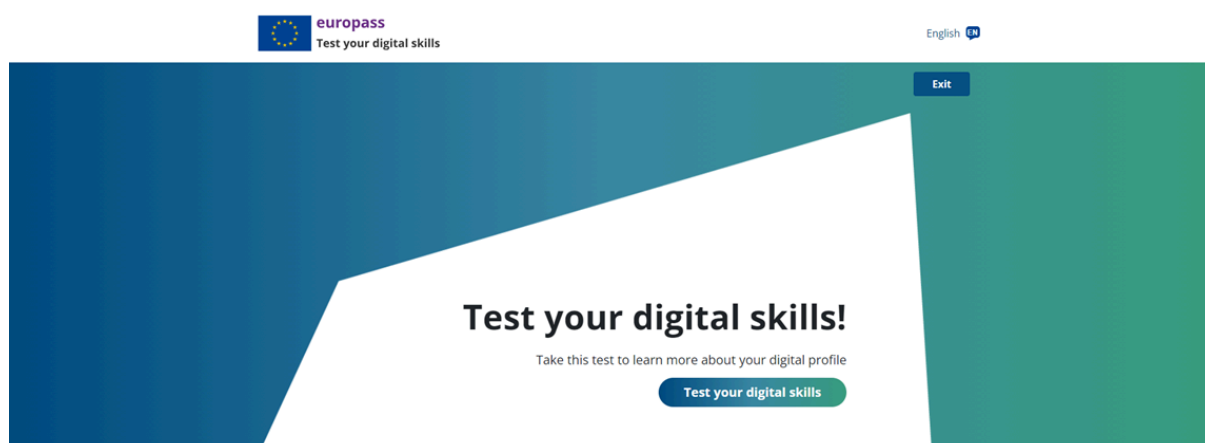 europass
Test your digital skills
English EN
Exit
Test your digital skills!
Take this test to learn more about your digital profile
Test your digital skills